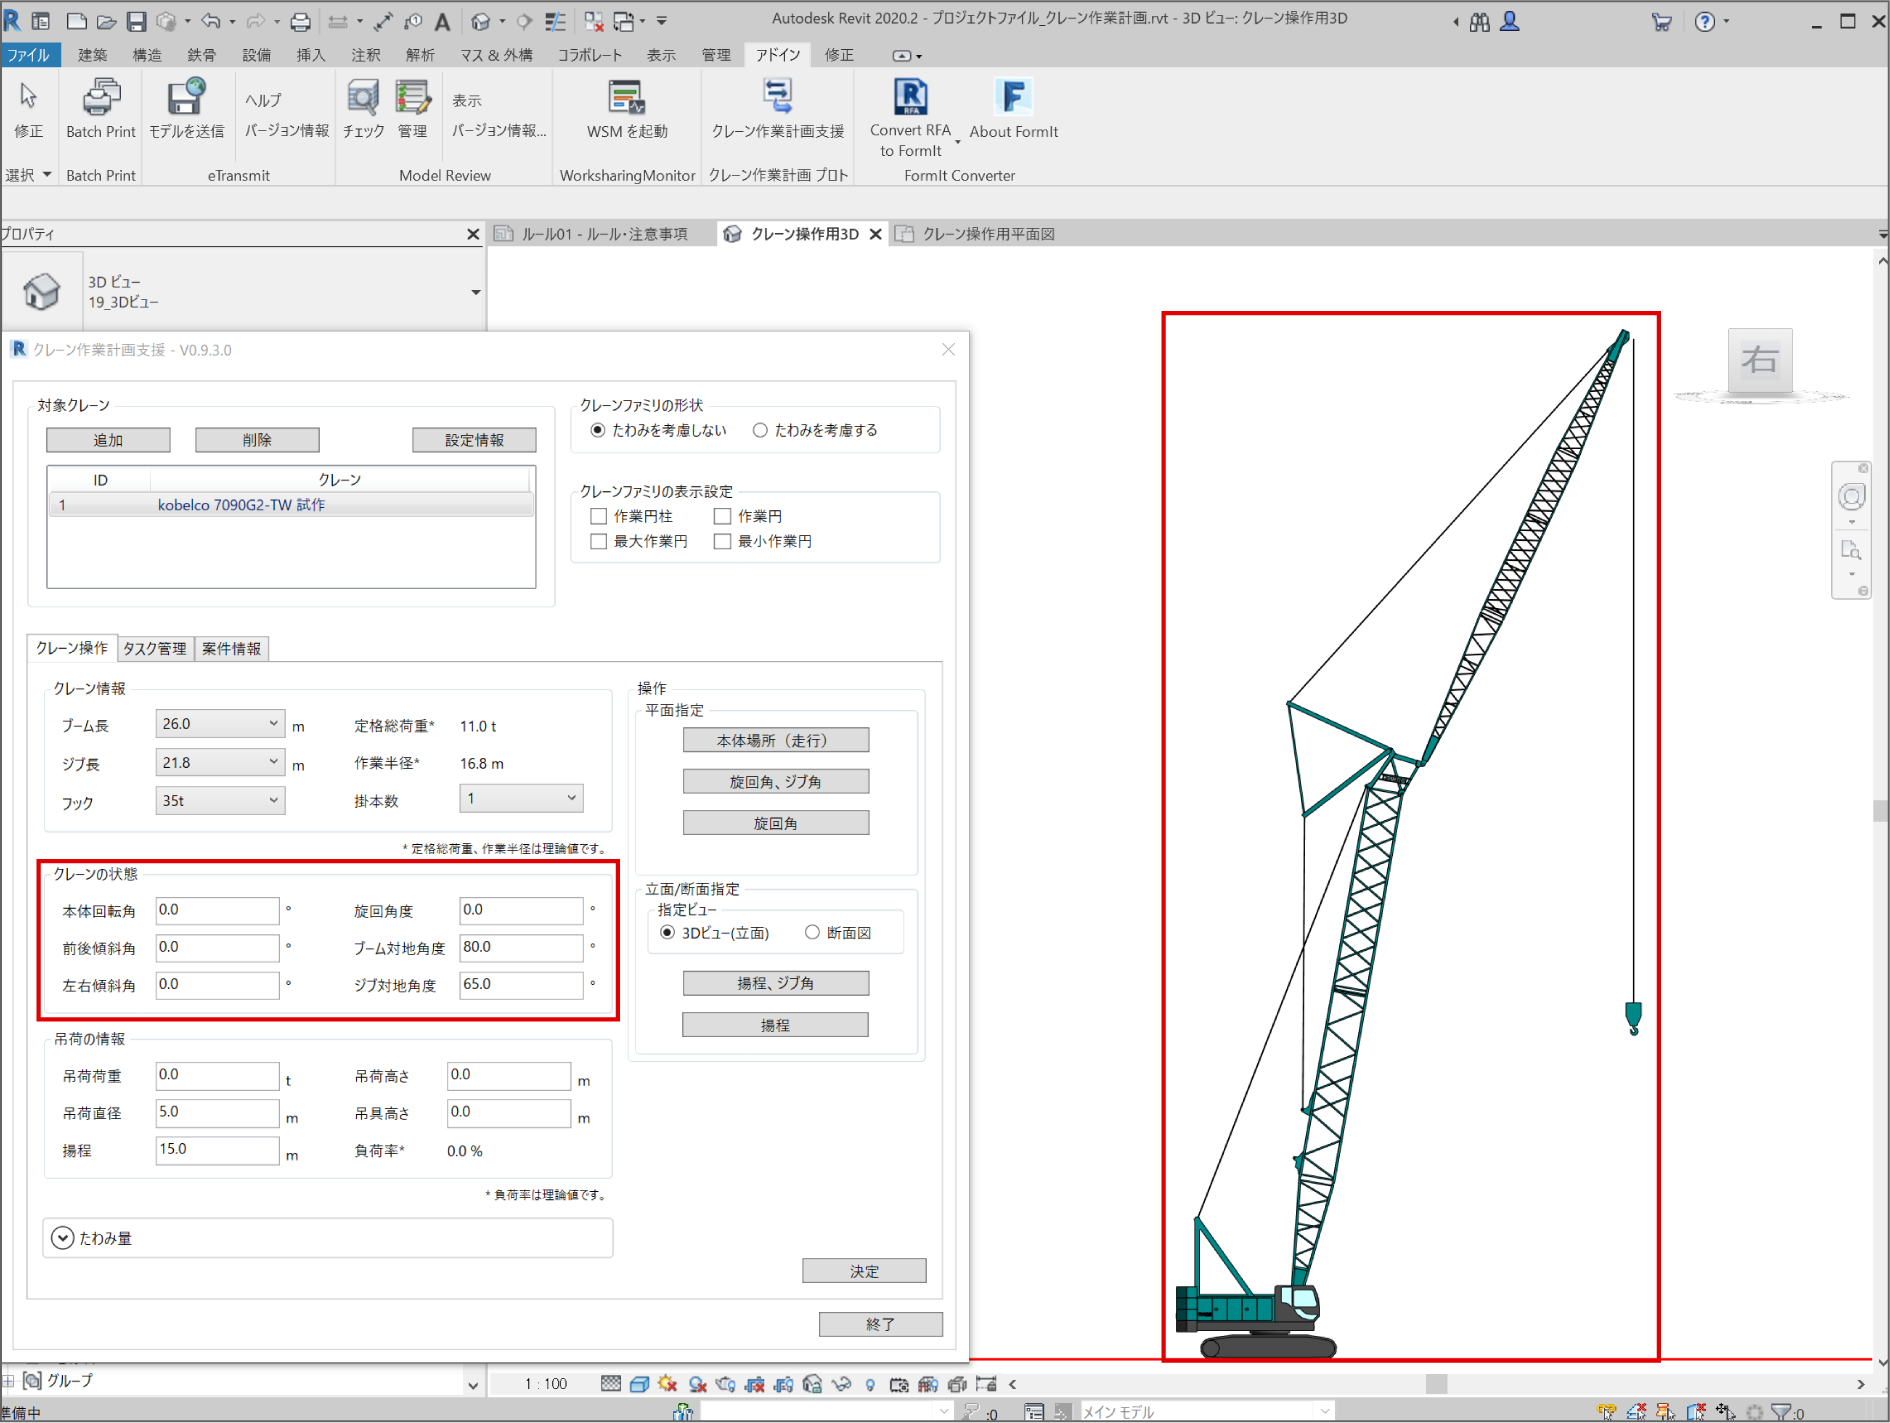 Autodesk Revit 2020.2 - プロジェクトファイル_クレーン作業計画.rvt - 3D ビュー: クレーン操作用3D
ファイル 建築 構造 鉄骨 設備 挿入 注釈 解析 マス & 外構 コラボレート 表示 管理 アドイン 修正
修正 Batch Print モデルを送信 ヘルプ バージョン情報 チェック 管理 表示 バージョン情報... WSM を起動 クレーン作業計画支援 Convert RFA to FormIt About FormIt
選択 Batch Print eTransmit Model Review WorksharingMonitor クレーン作業計画 プロト FormIt Converter
プロパティ
ルール01 - ルール・注意事項 クレーン操作用3D クレーン操作用平面図
3D ビュー
19_3Dビュー
右
クレーン作業計画支援 - V0.9.3.0
対象クレーン
追加 削除 設定情報
ID クレーン
1 kobelco 7090G2-TW 試作
クレーンファミリの形状
たわみを考慮しない たわみを考慮する
クレーンファミリの表示設定
作業円柱 作業円
最大作業円 最小作業円
クレーン操作 タスク管理 案件情報
クレーン情報
ブーム長 26.0 m 定格総荷重* 11.0 t
ジブ長 21.8 m 作業半径* 16.8 m
フック 35t 掛本数 1
* 定格総荷重、作業半径は理論値です。
クレーンの状態
本体回転角 0.0 ° 旋回角度 0.0 °
前後傾斜角 0.0 ° ブーム対地角度 80.0 °
左右傾斜角 0.0 ° ジブ対地角度 65.0 °
吊荷の情報
吊荷荷重 0.0 t 吊荷高さ 0.0 m
吊荷直径 5.0 m 吊具高さ 0.0 m
揚程 15.0 m 負荷率* 0.0 %
* 負荷率は理論値です。
たわみ量
操作
平面指定
本体場所（走行）
旋回角、ジブ角
旋回角
立面/断面指定
指定ビュー
3Dビュー(立面) 断面図
揚程、ジブ角
揚程
決定
終了
グループ
1 : 100
準備中
:0
メイン モデル
:0